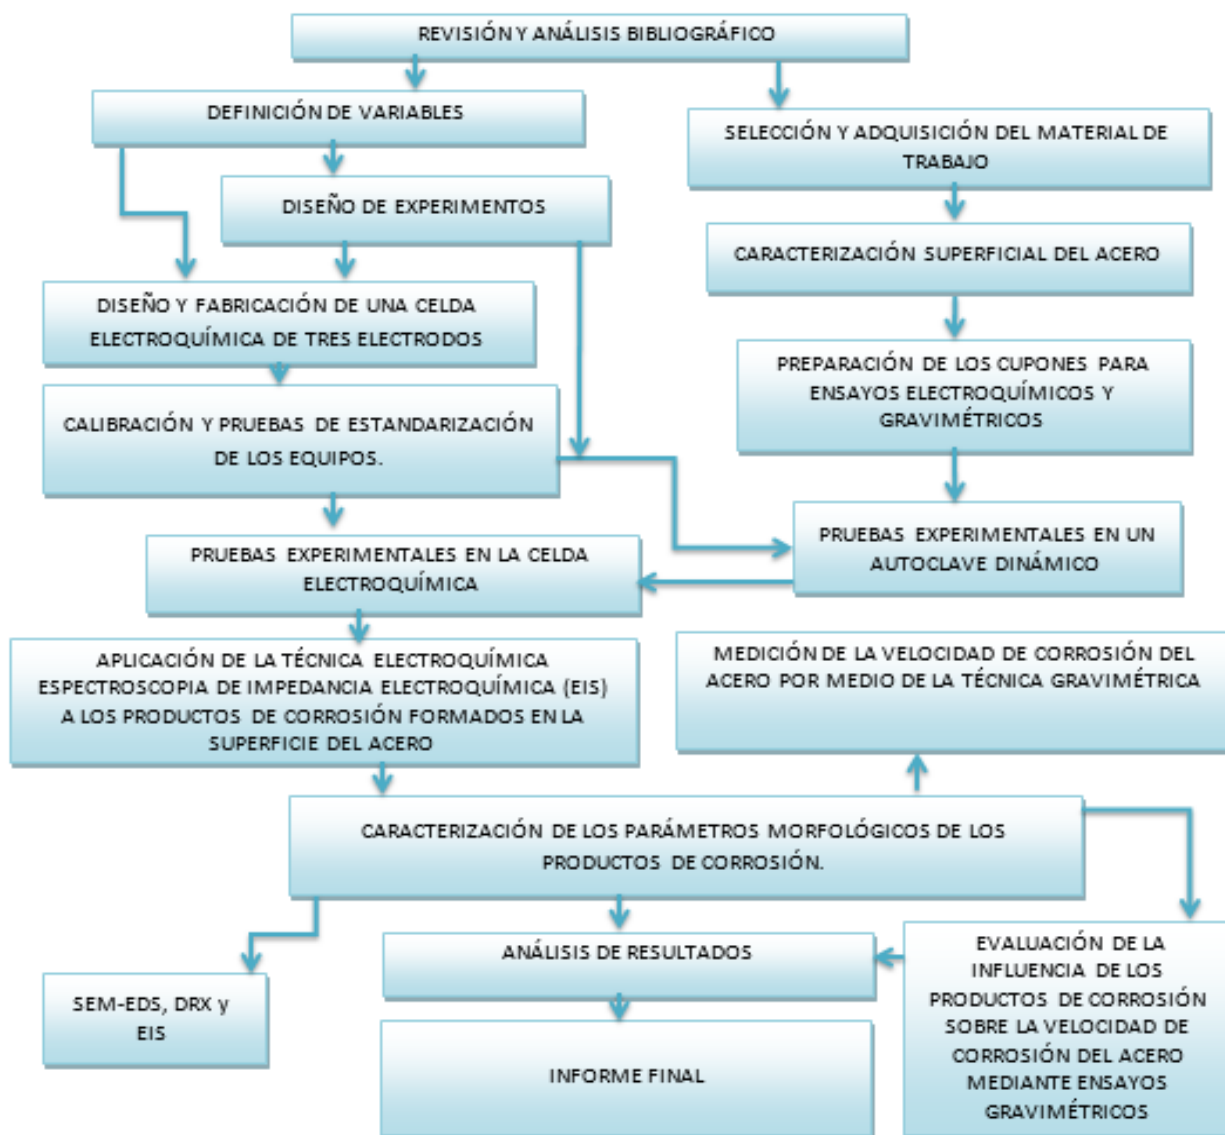 REVISIÓN Y ANÁLISIS BIBLIOGRÁFICO
DEFINICIÓN DE VARIABLES
SELECCIÓN Y ADQUISICIÓN DEL MATERIAL DE
TRABAJO
DISEÑO DE EXPERIMENTOS
CARACTERIZACIÓN SUPERFICIAL DEL ACERO
DISEÑO Y FABRICACIÓN DE UNA CELDA
ELECTROQUÍMICA DE TRES ELECTRODOS
PREPARACIÓN DE LOS CUPONES PARA
ENSAYOS ELECTROQUÍMICOS Y
GRAVIMÉTRICOS
CALIBRACIÓN Y PRUEBAS DE ESTANDARIZACIÓN
DE LOS EQUIPOS.
PRUEBAS EXPERIMENTALES EN UN
AUTOCLAVE DINÁMICO
PRUEBAS EXPERIMENTALES EN LA CELDA
ELECTROQUÍMICA
APLICACIÓN DE LA TÉCNICA ELECTROQUÍMICA
ESPECTROSCOPIA DE IMPEDANCIA ELECTROQUÍMICA (EIS)
A LOS PRODUCTOS DE CORROSIÓN FORMADOS EN LA
SUPERFICIE DEL ACERO
MEDICIÓN DE LA VELOCIDAD DE CORROSIÓN DEL
ACERO POR MEDIO DE LA TÉCNICA GRAVIMÉTRICA
CARACTERIZACIÓN DE LOS PARÁMETROS MORFOLÓGICOS DE LOS
PRODUCTOS DE CORROSIÓN.
ANÁLISIS DE RESULTADOS
EVALUACIÓN DE LA
INFLUENCIA DE LOS
PRODUCTOS DE CORROSIÓN
SOBRE LA VELOCIDAD DE
CORROSIÓN DEL ACERO
MEDIANTE ENSAYOS
GRAVIMÉTRICOS
SEM-EDS, DRX y
EIS
INFORME FINAL